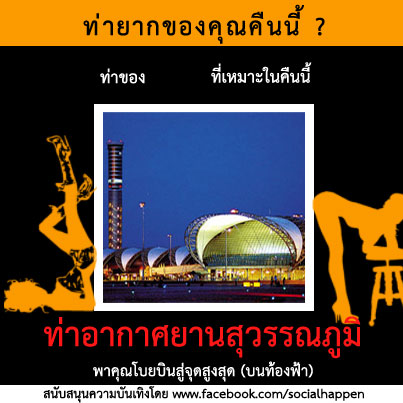 ท่ายากของคุณคืนนี้ ?
ท่าของ ที่เหมาะในคืนนี้
ท่าอากาศยานสุวรรณภูมิ
พาคุณโบยบินสู่จุดสูงสุด (บนท้องฟ้า)
สนับสนุนความบันเทิงโดย www.facebook.com/socialhappen